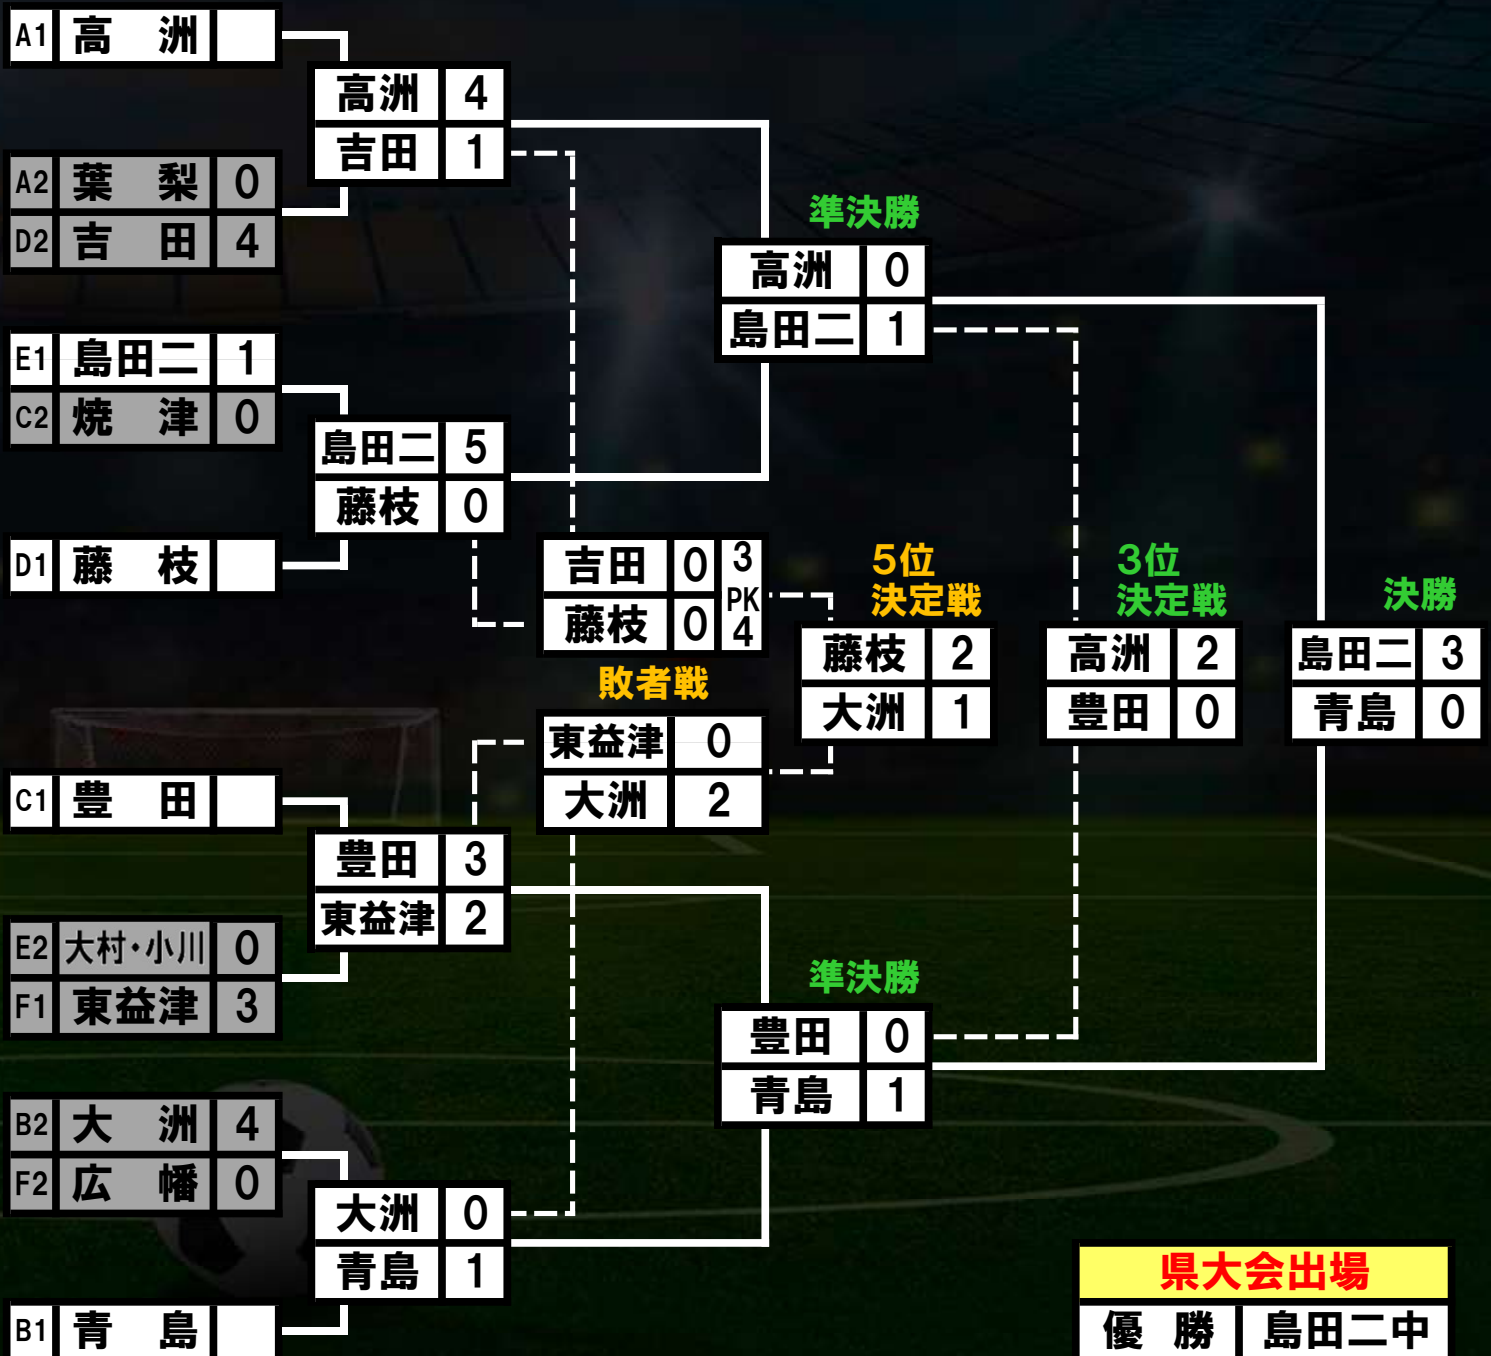 A1 高洲
高洲 4
吉田 1
A2 葉梨 0
D2 吉田 4
準決勝
高洲 0
島田二 1
E1 島田二 1
C2 焼津 0
島田二 5
藤枝 0
D1 藤枝
吉田 0 3
PK
藤枝 0 4
敗者戦
東益津 0
大洲 2
5位
決定戦
藤枝 2
大洲 1
3位
決定戦
高洲 2
豊田 0
決勝
島田二 3
青島 0
C1 豊田
豊田 3
東益津 2
E2 大村・小川 0
F1 東益津 3
準決勝
豊田 0
青島 1
B2 大洲 4
F2 広幡 0
大洲 0
青島 1
B1 青島
県大会出場
優勝 島田二中